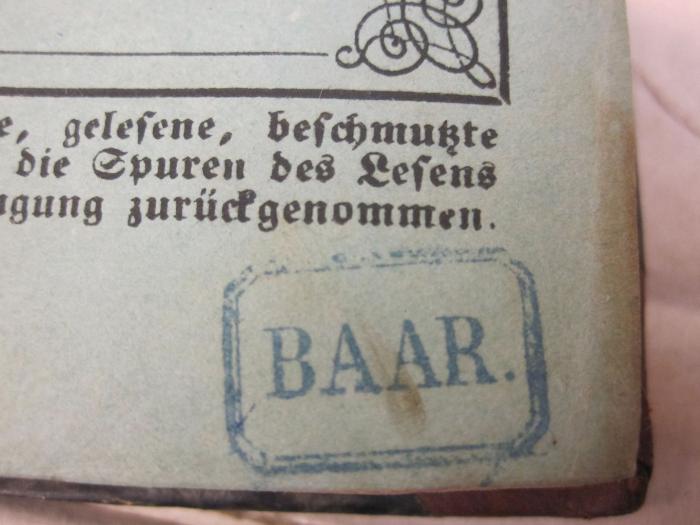 e, gelesene, beschmutzte
die Spuren des Lesens
gung zurückgenommen.
BAAR.